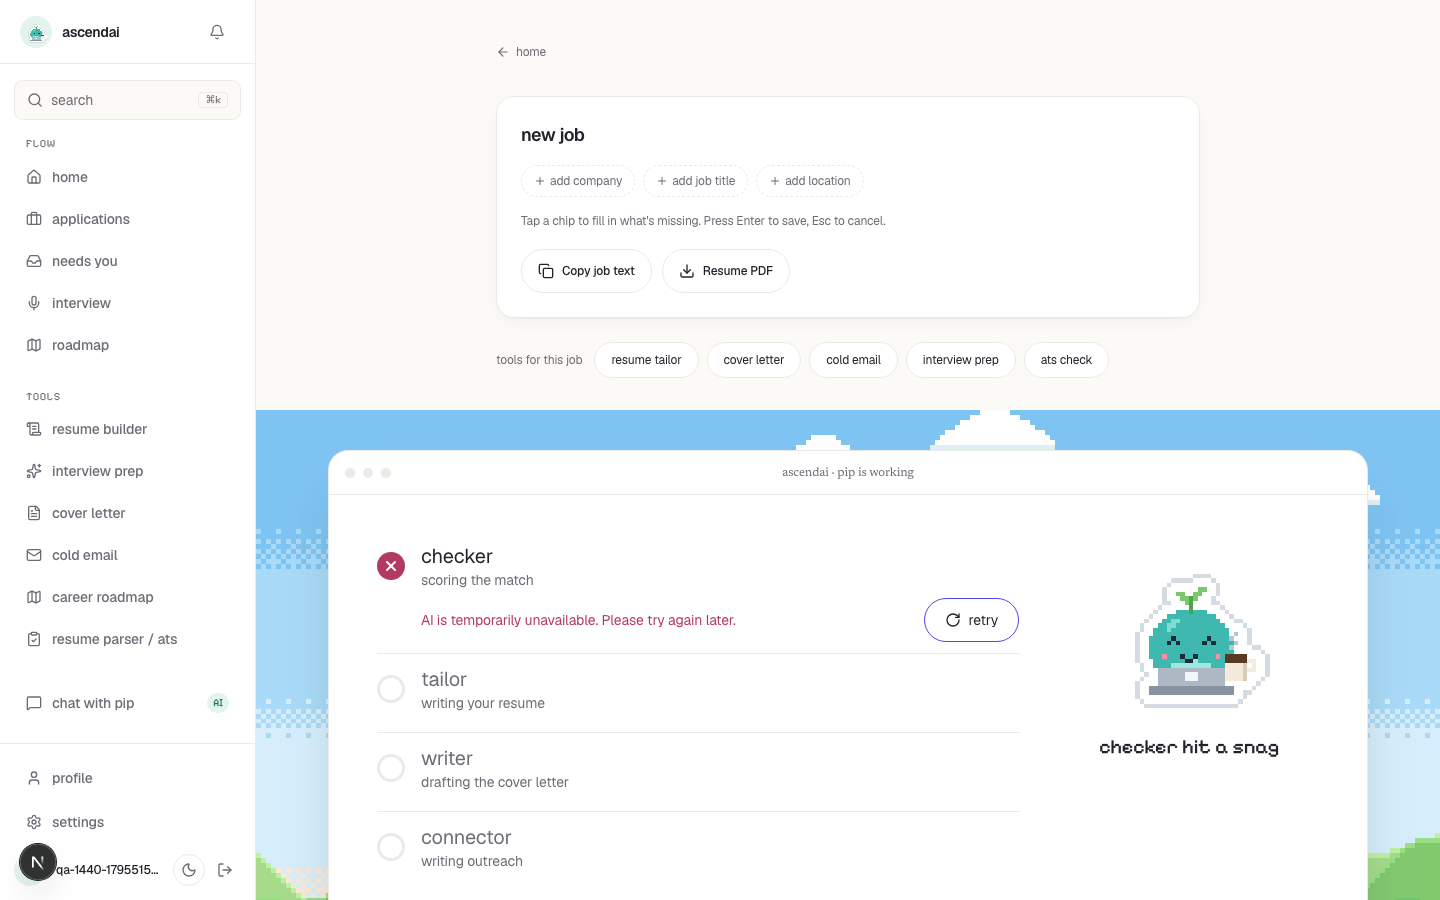 ascendai
search ⌘k
FLOW
home
applications
needs you
interview
roadmap
TOOLS
resume builder
interview prep
cover letter
cold email
career roadmap
resume parser / ats
chat with pip AI
profile
settings
N
qa-1440-1795515...
home
new job
+ add company + add job title + add location
Tap a chip to fill in what's missing. Press Enter to save, Esc to cancel.
Copy job text Resume PDF
tools for this job resume tailor cover letter cold email interview prep ats check
ascendai · pip is working
checker
scoring the match
AI is temporarily unavailable. Please try again later. retry
tailor
writing your resume
writer
drafting the cover letter
connector
writing outreach
checker hit a snag